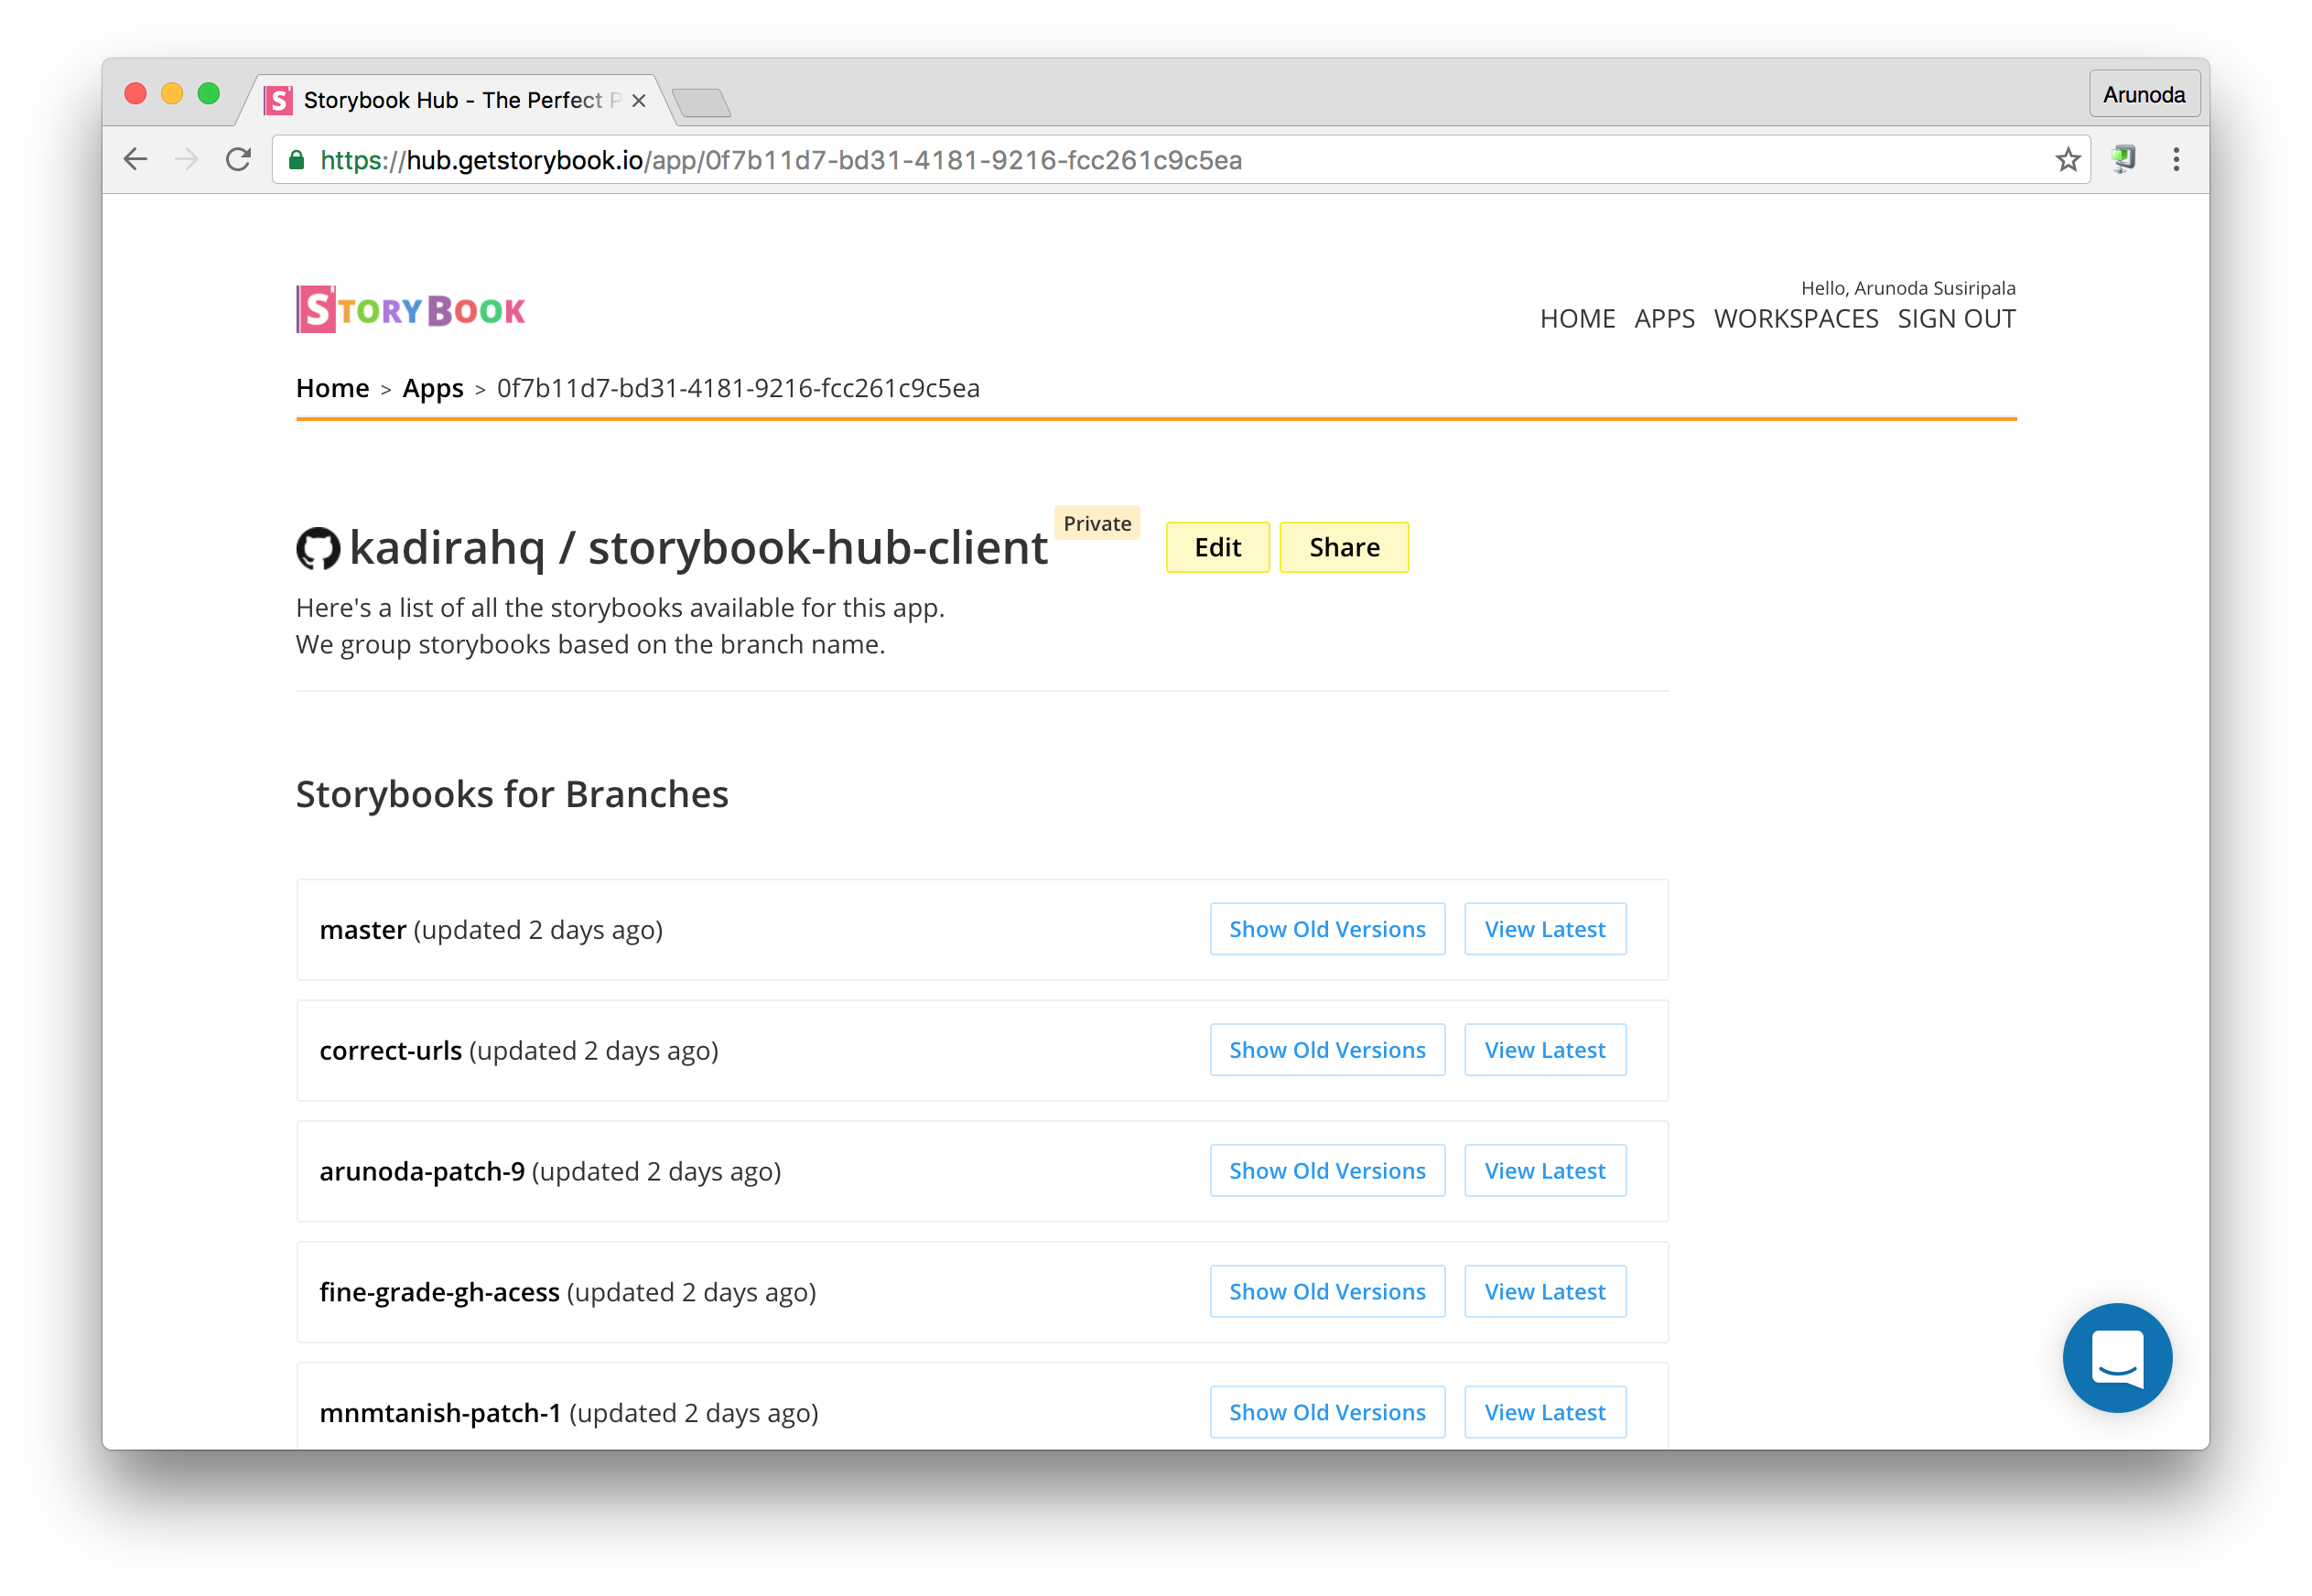 Storybook Hub - The Perfect P
Arunoda
https://hub.getstorybook.io/app/0f7b11d7-bd31-4181-9216-fcc261c9c5ea
STORYBOOK
Hello, Arunoda Susiripala
HOME APPS WORKSPACES SIGN OUT
Home > Apps > 0f7b11d7-bd31-4181-9216-fcc261c9c5ea
kadirahq / storybook-hub-client Private Edit Share
Here's a list of all the storybooks available for this app.
We group storybooks based on the branch name.
Storybooks for Branches
master (updated 2 days ago) Show Old Versions View Latest
correct-urls (updated 2 days ago) Show Old Versions View Latest
arunoda-patch-9 (updated 2 days ago) Show Old Versions View Latest
fine-grade-gh-acess (updated 2 days ago) Show Old Versions View Latest
mnmtanish-patch-1 (updated 2 days ago) Show Old Versions View Latest